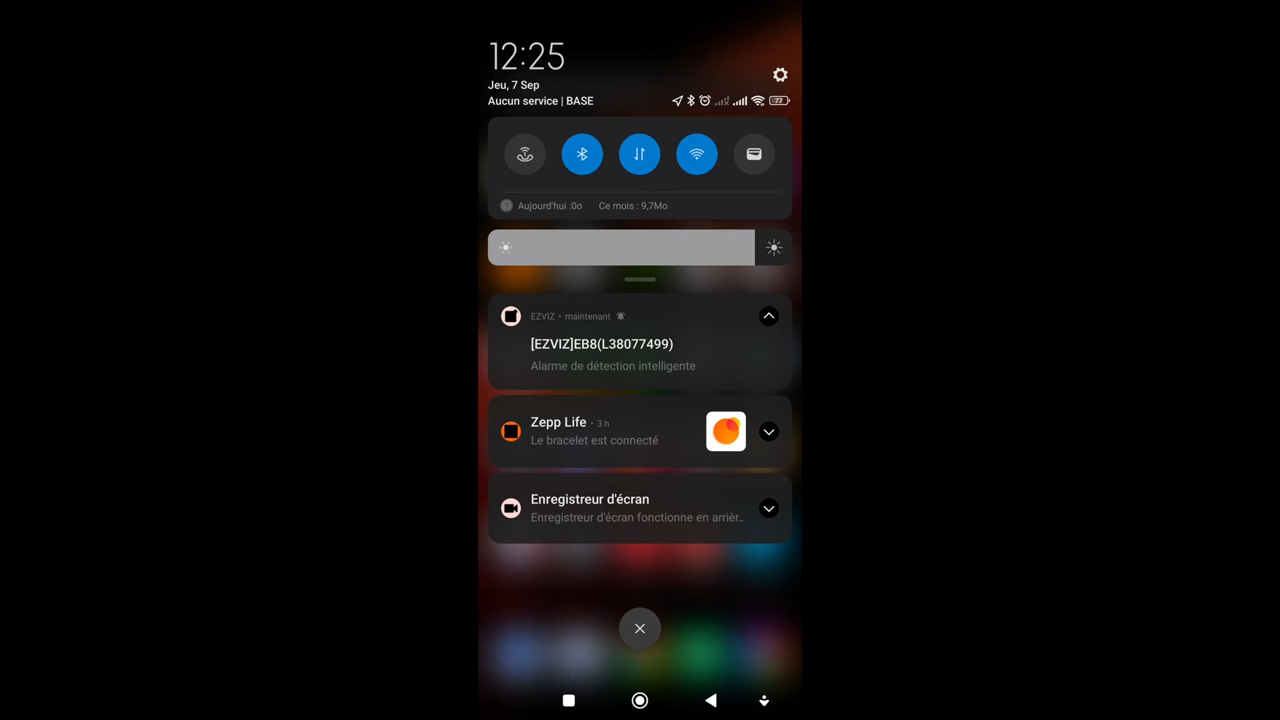 12:25
Jeu, 7 Sep
Aucun service | BASE
77
Aujourd'hui :0o Ce mois : 9,7Mo
EZVIZ • maintenant
[EZVIZ]EB8(L38077499)
Alarme de détection intelligente
Zepp Life • 3 h
Le bracelet est connecté
Enregistreur d'écran
Enregistreur d'écran fonctionne en arrièr..